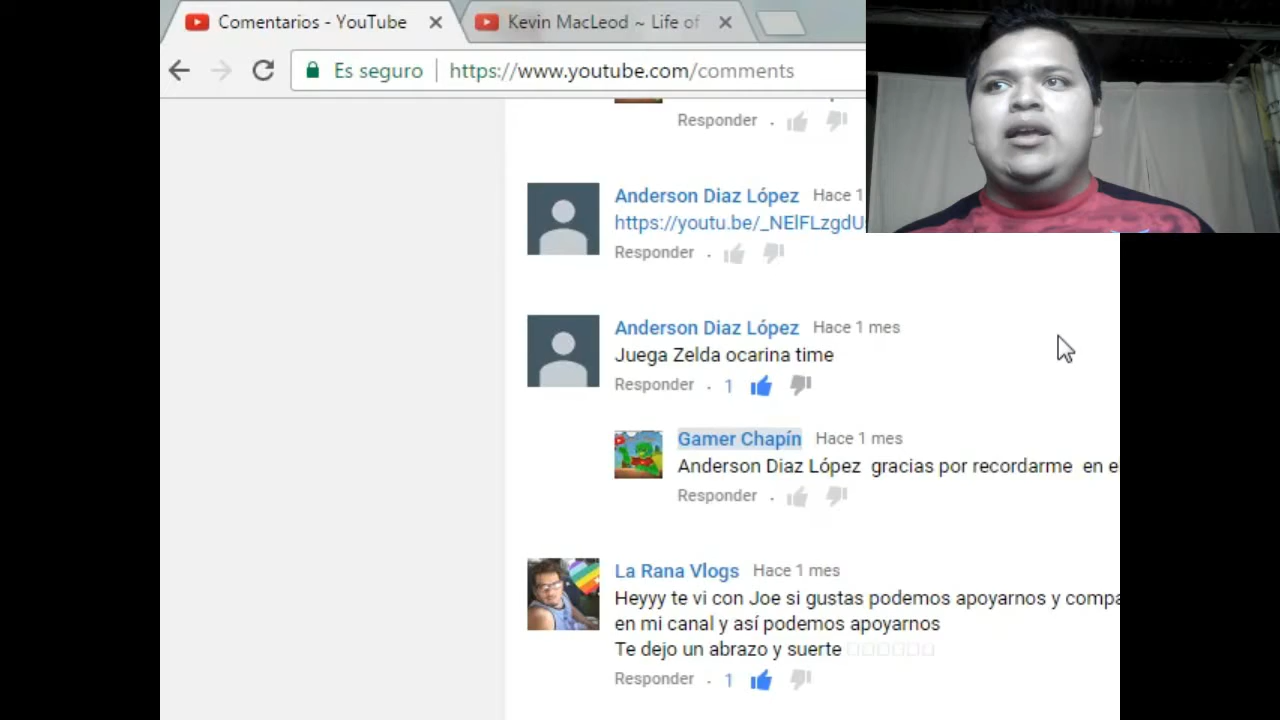 Comentarios - YouTube
Kevin MacLeod ~ Life of
Es seguro
https://www.youtube.com/comments
Responder
Anderson Diaz López Hace 1
https://youtu.be/_NElFLzgdU
Responder
Anderson Diaz López Hace 1 mes
Juega Zelda ocarina time
Responder . 1
Gamer Chapín Hace 1 mes
Anderson Diaz López gracias por recordarme en e
Responder
La Rana Vlogs Hace 1 mes
Heyyy te vi con Joe si gustas podemos apoyarnos y compa
en mi canal y así podemos apoyarnos
Te dejo un abrazo y suerte
Responder . 1